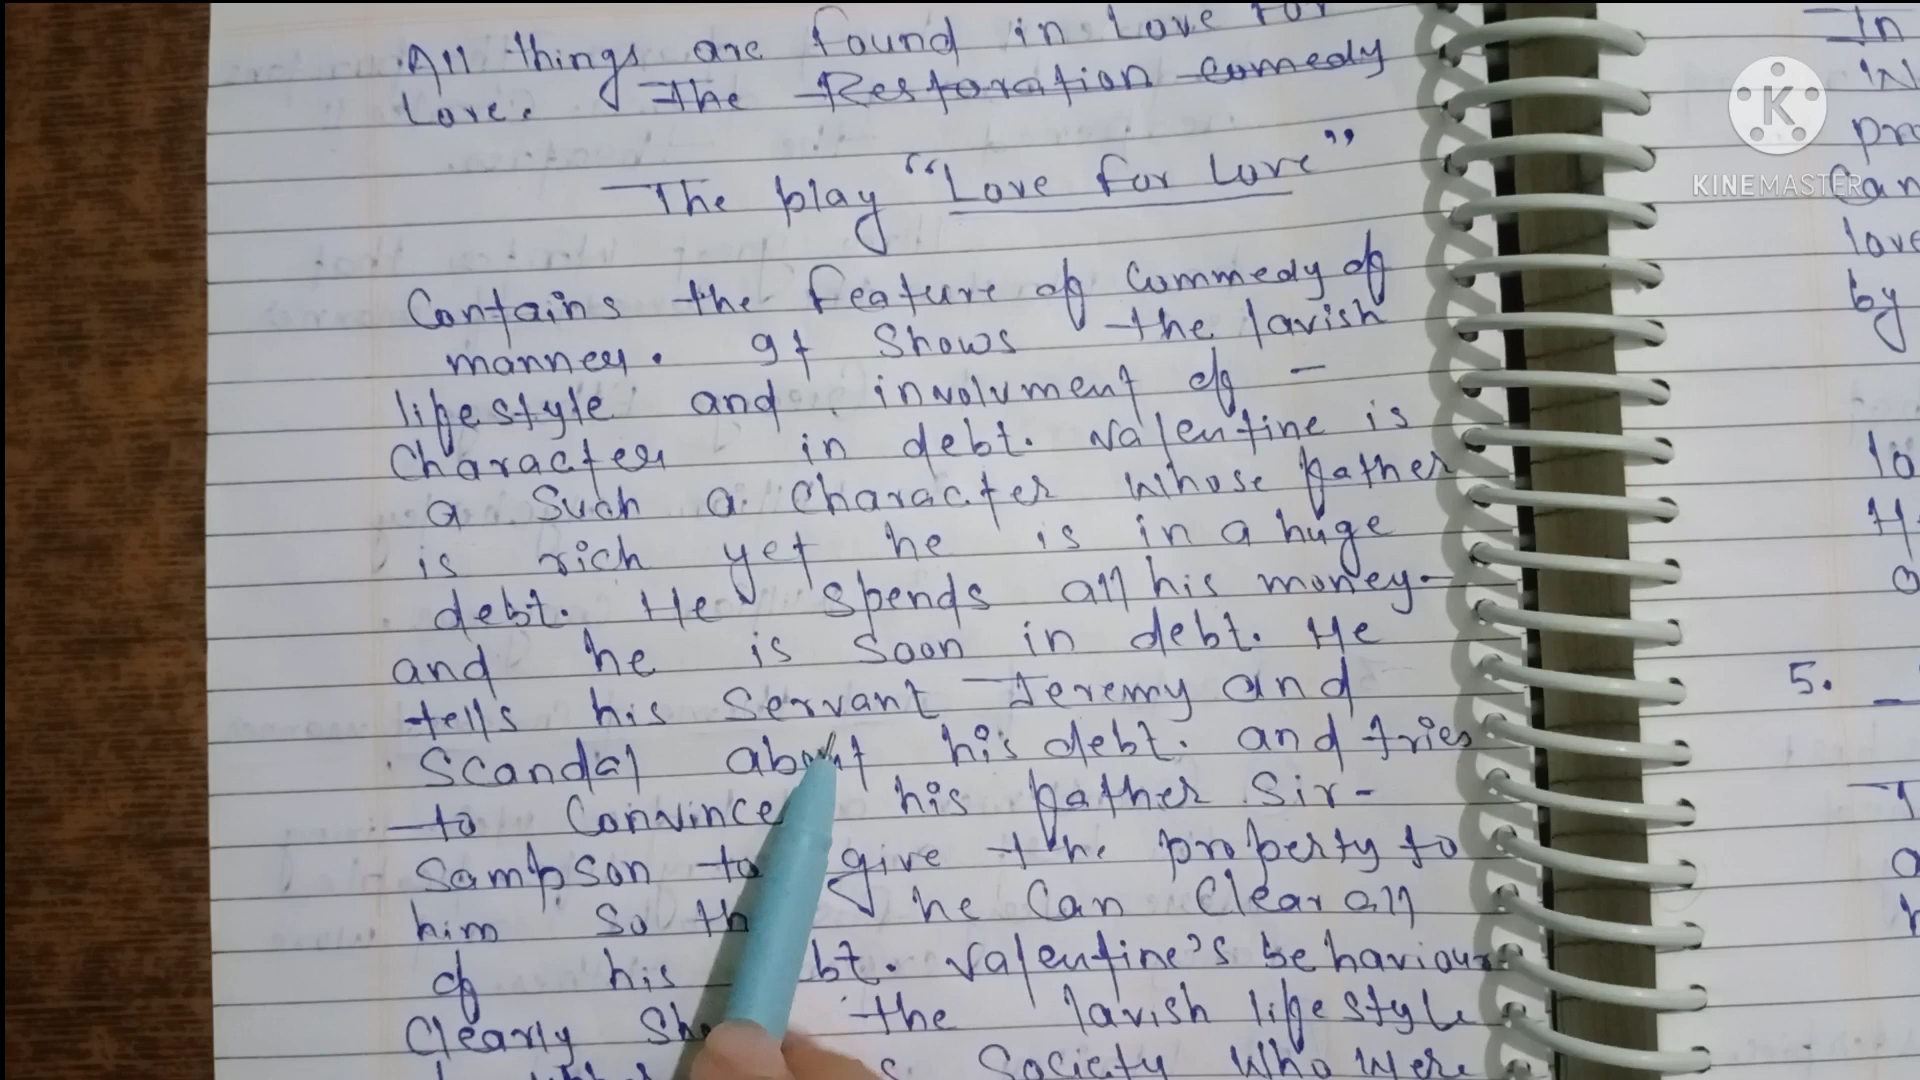 All things are found in Love For
Love. The Restoration comedy
The play "Love for Love"
Contains the feature of Commedy of
manner. It shows the lavish
lifestyle and involvment of -
Character in debt. Valentine is
a Such a Character whose father
is rich yet he is in a huge
debt. He spends all his money-
and he is soon in debt. He
tells his Servant Jeremy and
Scandal about his debt. and tries
to Convince his father Sir-
Sampson to give the property to
him so he Can Clear all
of his bt. Valentine's behaviour
Clearly the lavish lifestyle
Society who were
In
Can
love
by
5.
KINEMASTER